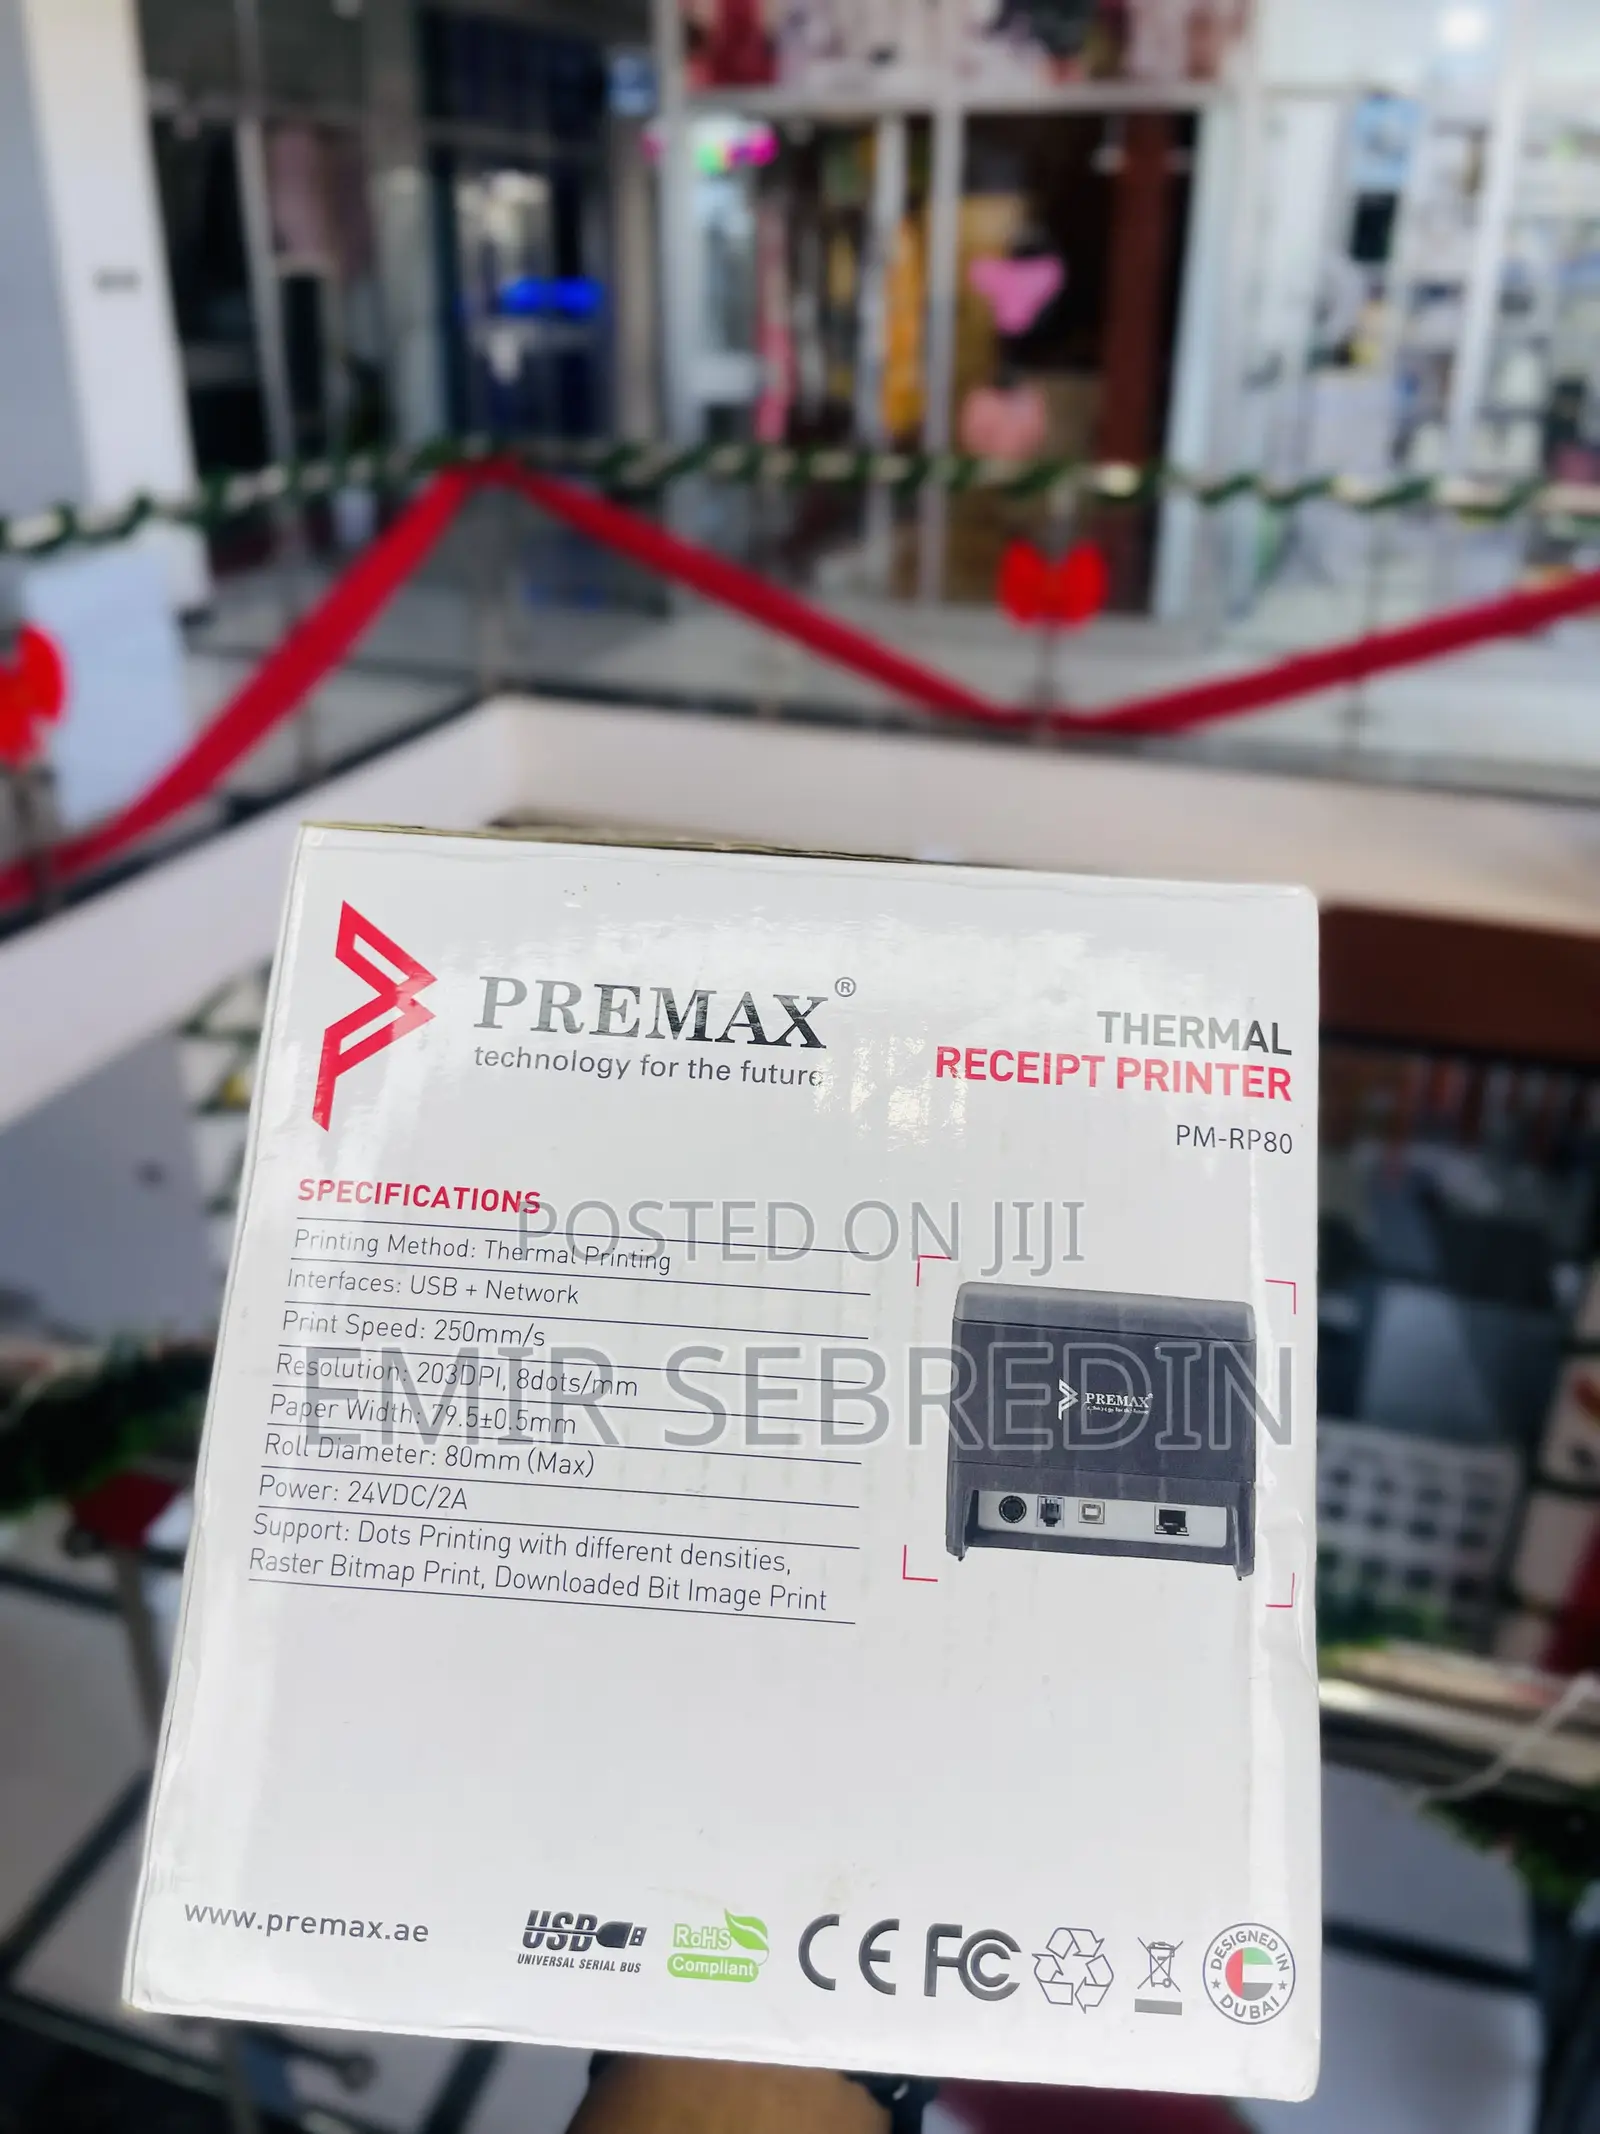 PREMAX®
technology for the future
THERMAL
RECEIPT PRINTER
PM-RP80
SPECIFICATIONS
Printing Method: Thermal Printing
Interfaces: USB + Network
Print Speed: 250mm/s
Resolution: 203DPI, 8dots/mm
Paper Width: 79.5±0.5mm
Roll Diameter: 80mm (Max)
Power: 24VDC/2A
Support: Dots Printing with different densities,
Raster Bitmap Print, Downloaded Bit Image Print
POSTED ON JIJI
EMIR SEBREDIN
PREMAX
www.premax.ae
USB
UNIVERSAL SERIAL BUS
RoHS
Compliant
CE
FC
DESIGNED IN
DUBAI